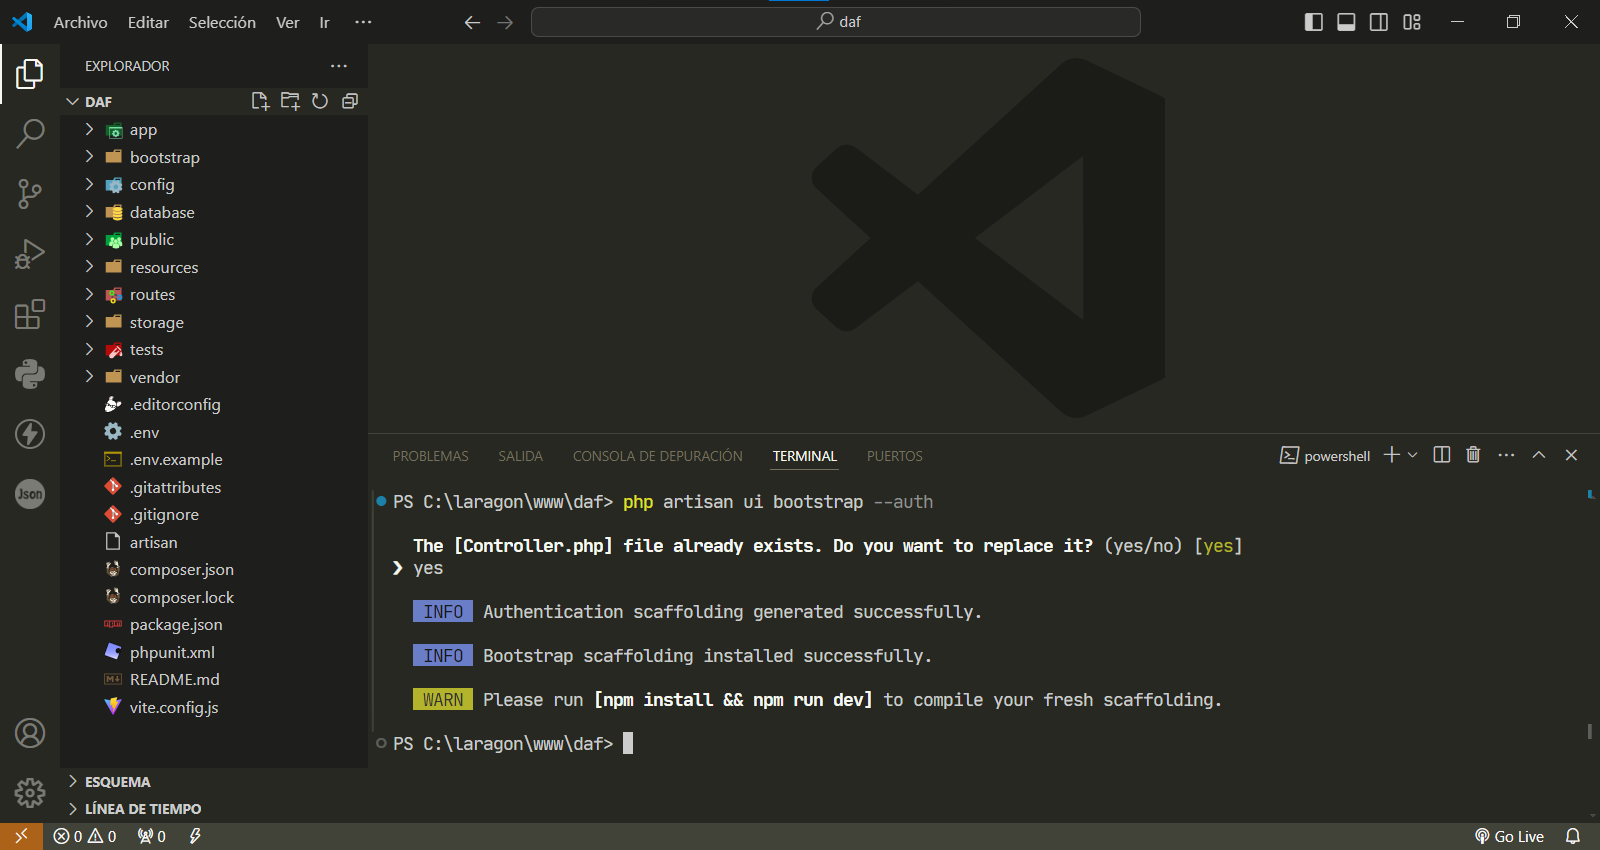 Archivo Editar Selección Ver Ir ··· daf
EXPLORADOR ···
DAF
app
bootstrap
config
database
public
resources
routes
storage
tests
vendor
.editorconfig
.env
.env.example
.gitattributes
.gitignore
artisan
composer.json
composer.lock
package.json
phpunit.xml
README.md
vite.config.js
ESQUEMA
LÍNEA DE TIEMPO
Json
PROBLEMAS SALIDA CONSOLA DE DEPURACIÓN TERMINAL PUERTOS powershell
PS C:\laragon\www\daf> php artisan ui bootstrap --auth
The [Controller.php] file already exists. Do you want to replace it? (yes/no) [yes]
❯ yes
INFO Authentication scaffolding generated successfully.
INFO Bootstrap scaffolding installed successfully.
WARN Please run [npm install && npm run dev] to compile your fresh scaffolding.
PS C:\laragon\www\daf>
0 0 0 Go Live